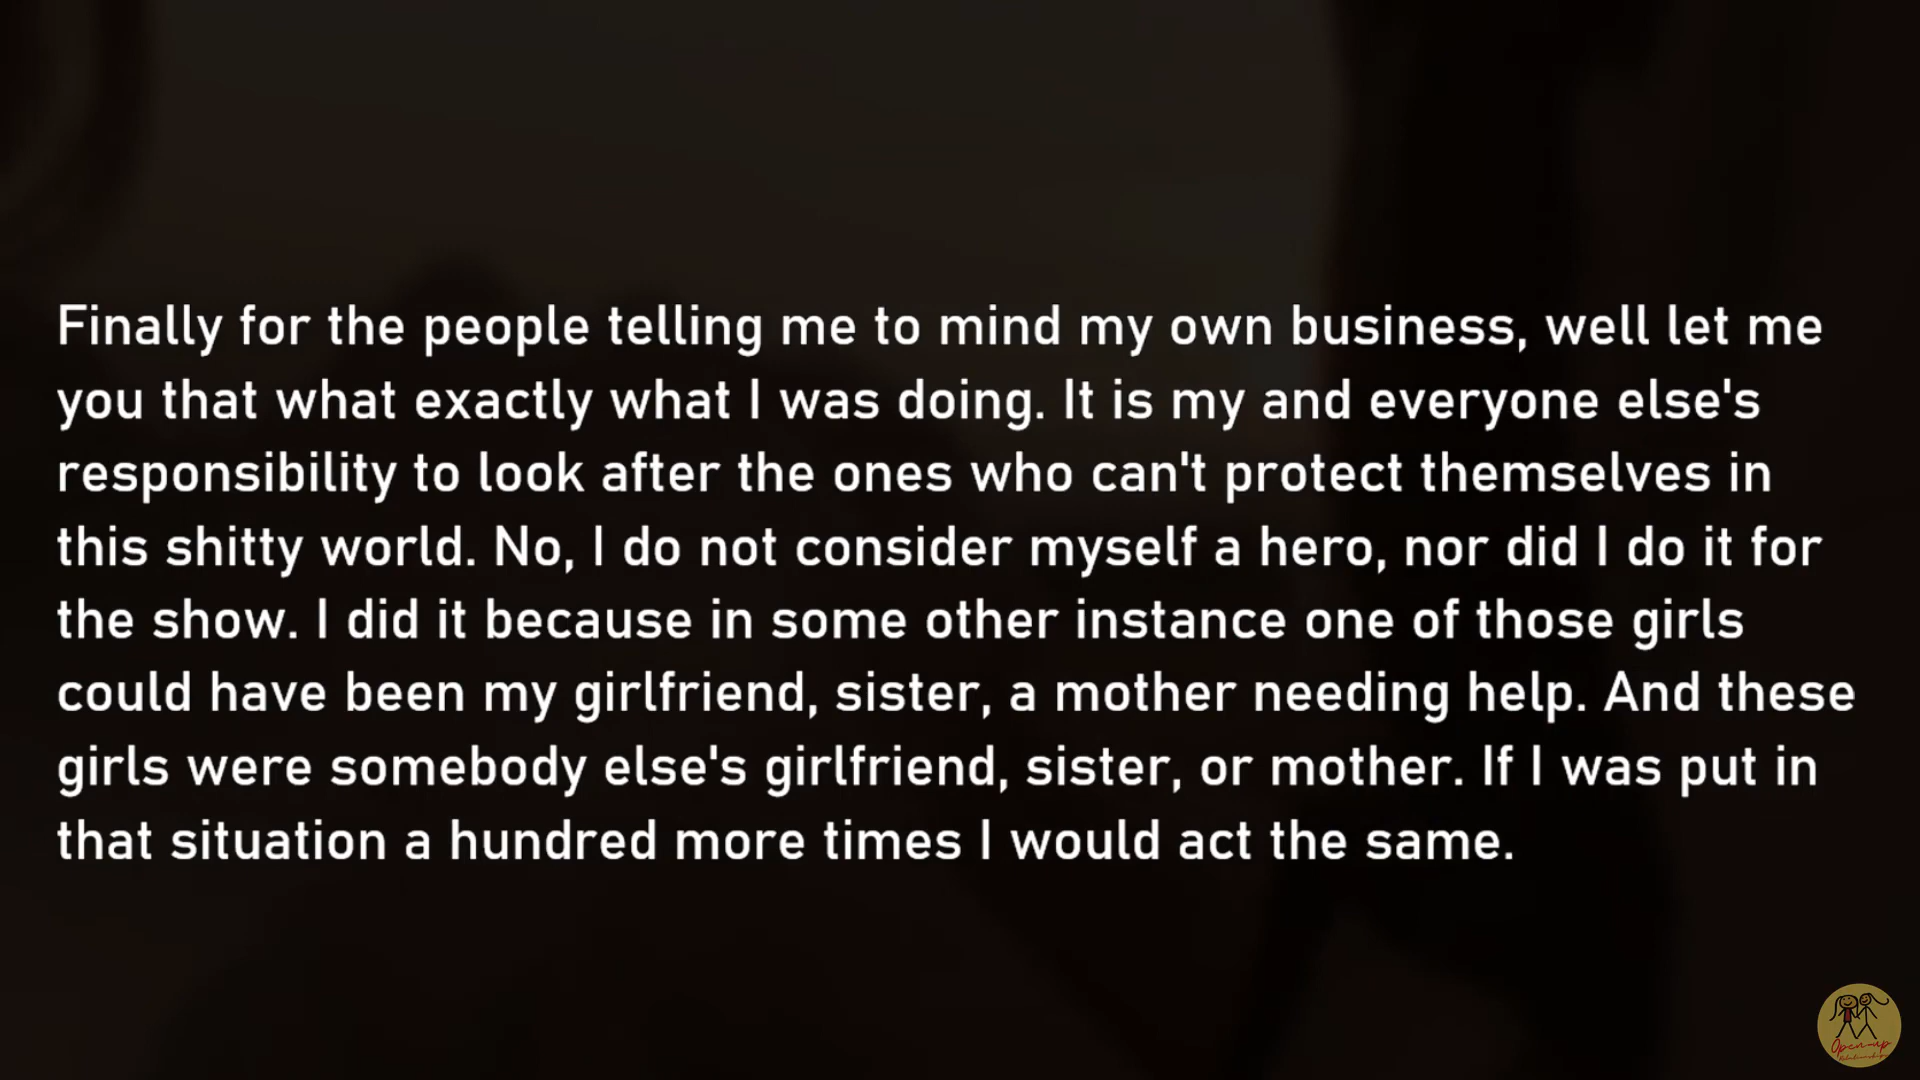 Finally for the people telling me to mind my own business, well let me
you that what exactly what I was doing. It is my and everyone else's
responsibility to look after the ones who can't protect themselves in
this shitty world. No, I do not consider myself a hero, nor did I do it for
the show. I did it because in some other instance one of those girls
could have been my girlfriend, sister, a mother needing help. And these
girls were somebody else's girlfriend, sister, or mother. If I was put in
that situation a hundred more times I would act the same.
Open-up